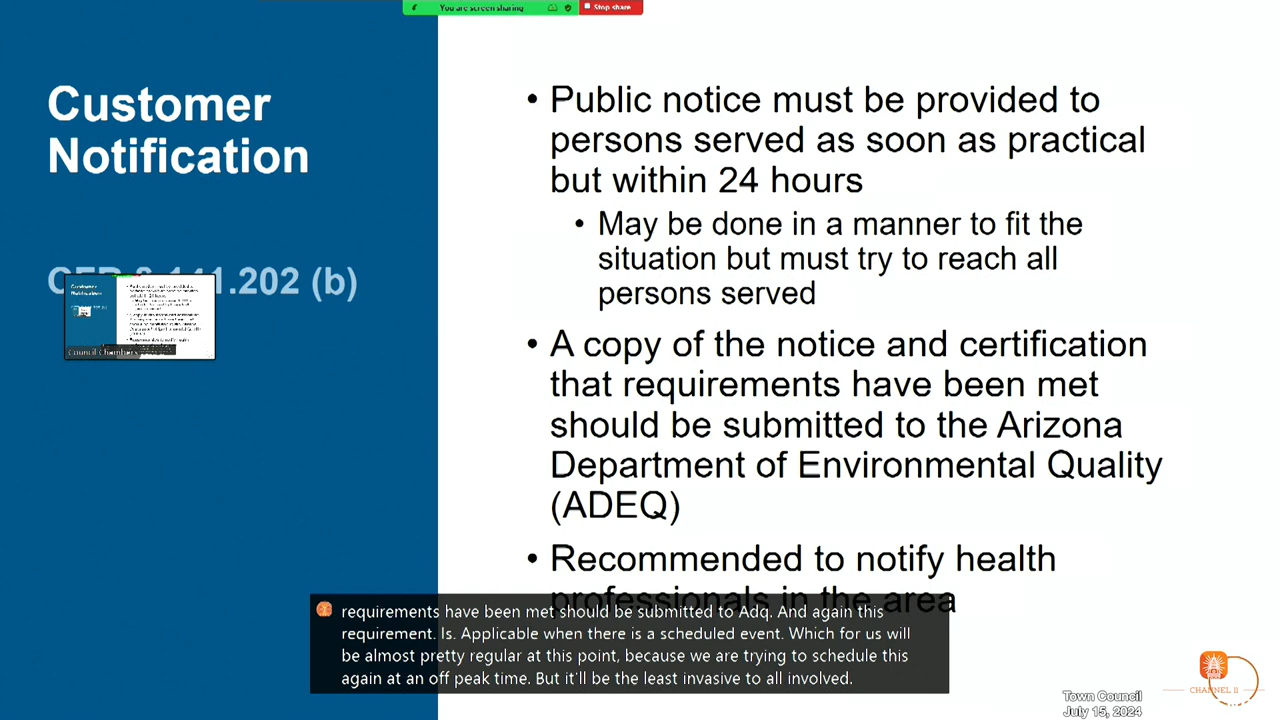 You are screen sharing
Stop share
Customer
Notification
141.202 (b)
Council Chambers
• Public notice must be provided to
persons served as soon as practical
but within 24 hours
• May be done in a manner to fit the
situation but must try to reach all
persons served
• A copy of the notice and certification
that requirements have been met
should be submitted to the Arizona
Department of Environmental Quality
(ADEQ)
• Recommended to notify health
professionals in the area
requirements have been met should be submitted to Adq. And again this
requirement. Is. Applicable when there is a scheduled event. Which for us will
be almost pretty regular at this point, because we are trying to schedule this
again at an off peak time. But it'll be the least invasive to all involved.
CHANNEL 11
Town Council
July 15, 2024